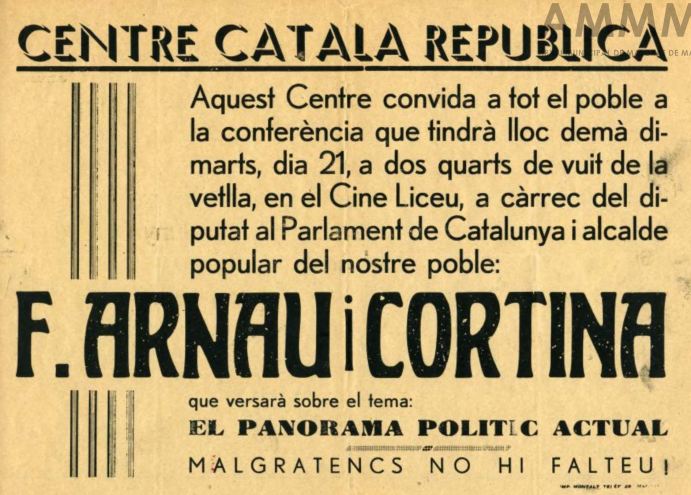 AMMM
CENTRE CATALA REPUBLICA
Aquest Centre convida a tot el poble a
la conferència que tindrà lloc demà di-
marts, dia 21, a dos quarts de vuit de la
vetlla, en el Cine Liceu, a càrrec del di-
putat al Parlament de Catalunya i alcalde
popular del nostre poble:
F. ARNAU i CORTINA
que versarà sobre el tema:
EL PANORAMA POLITIC ACTUAL
MALGRATENCS NO HI FALTEU!